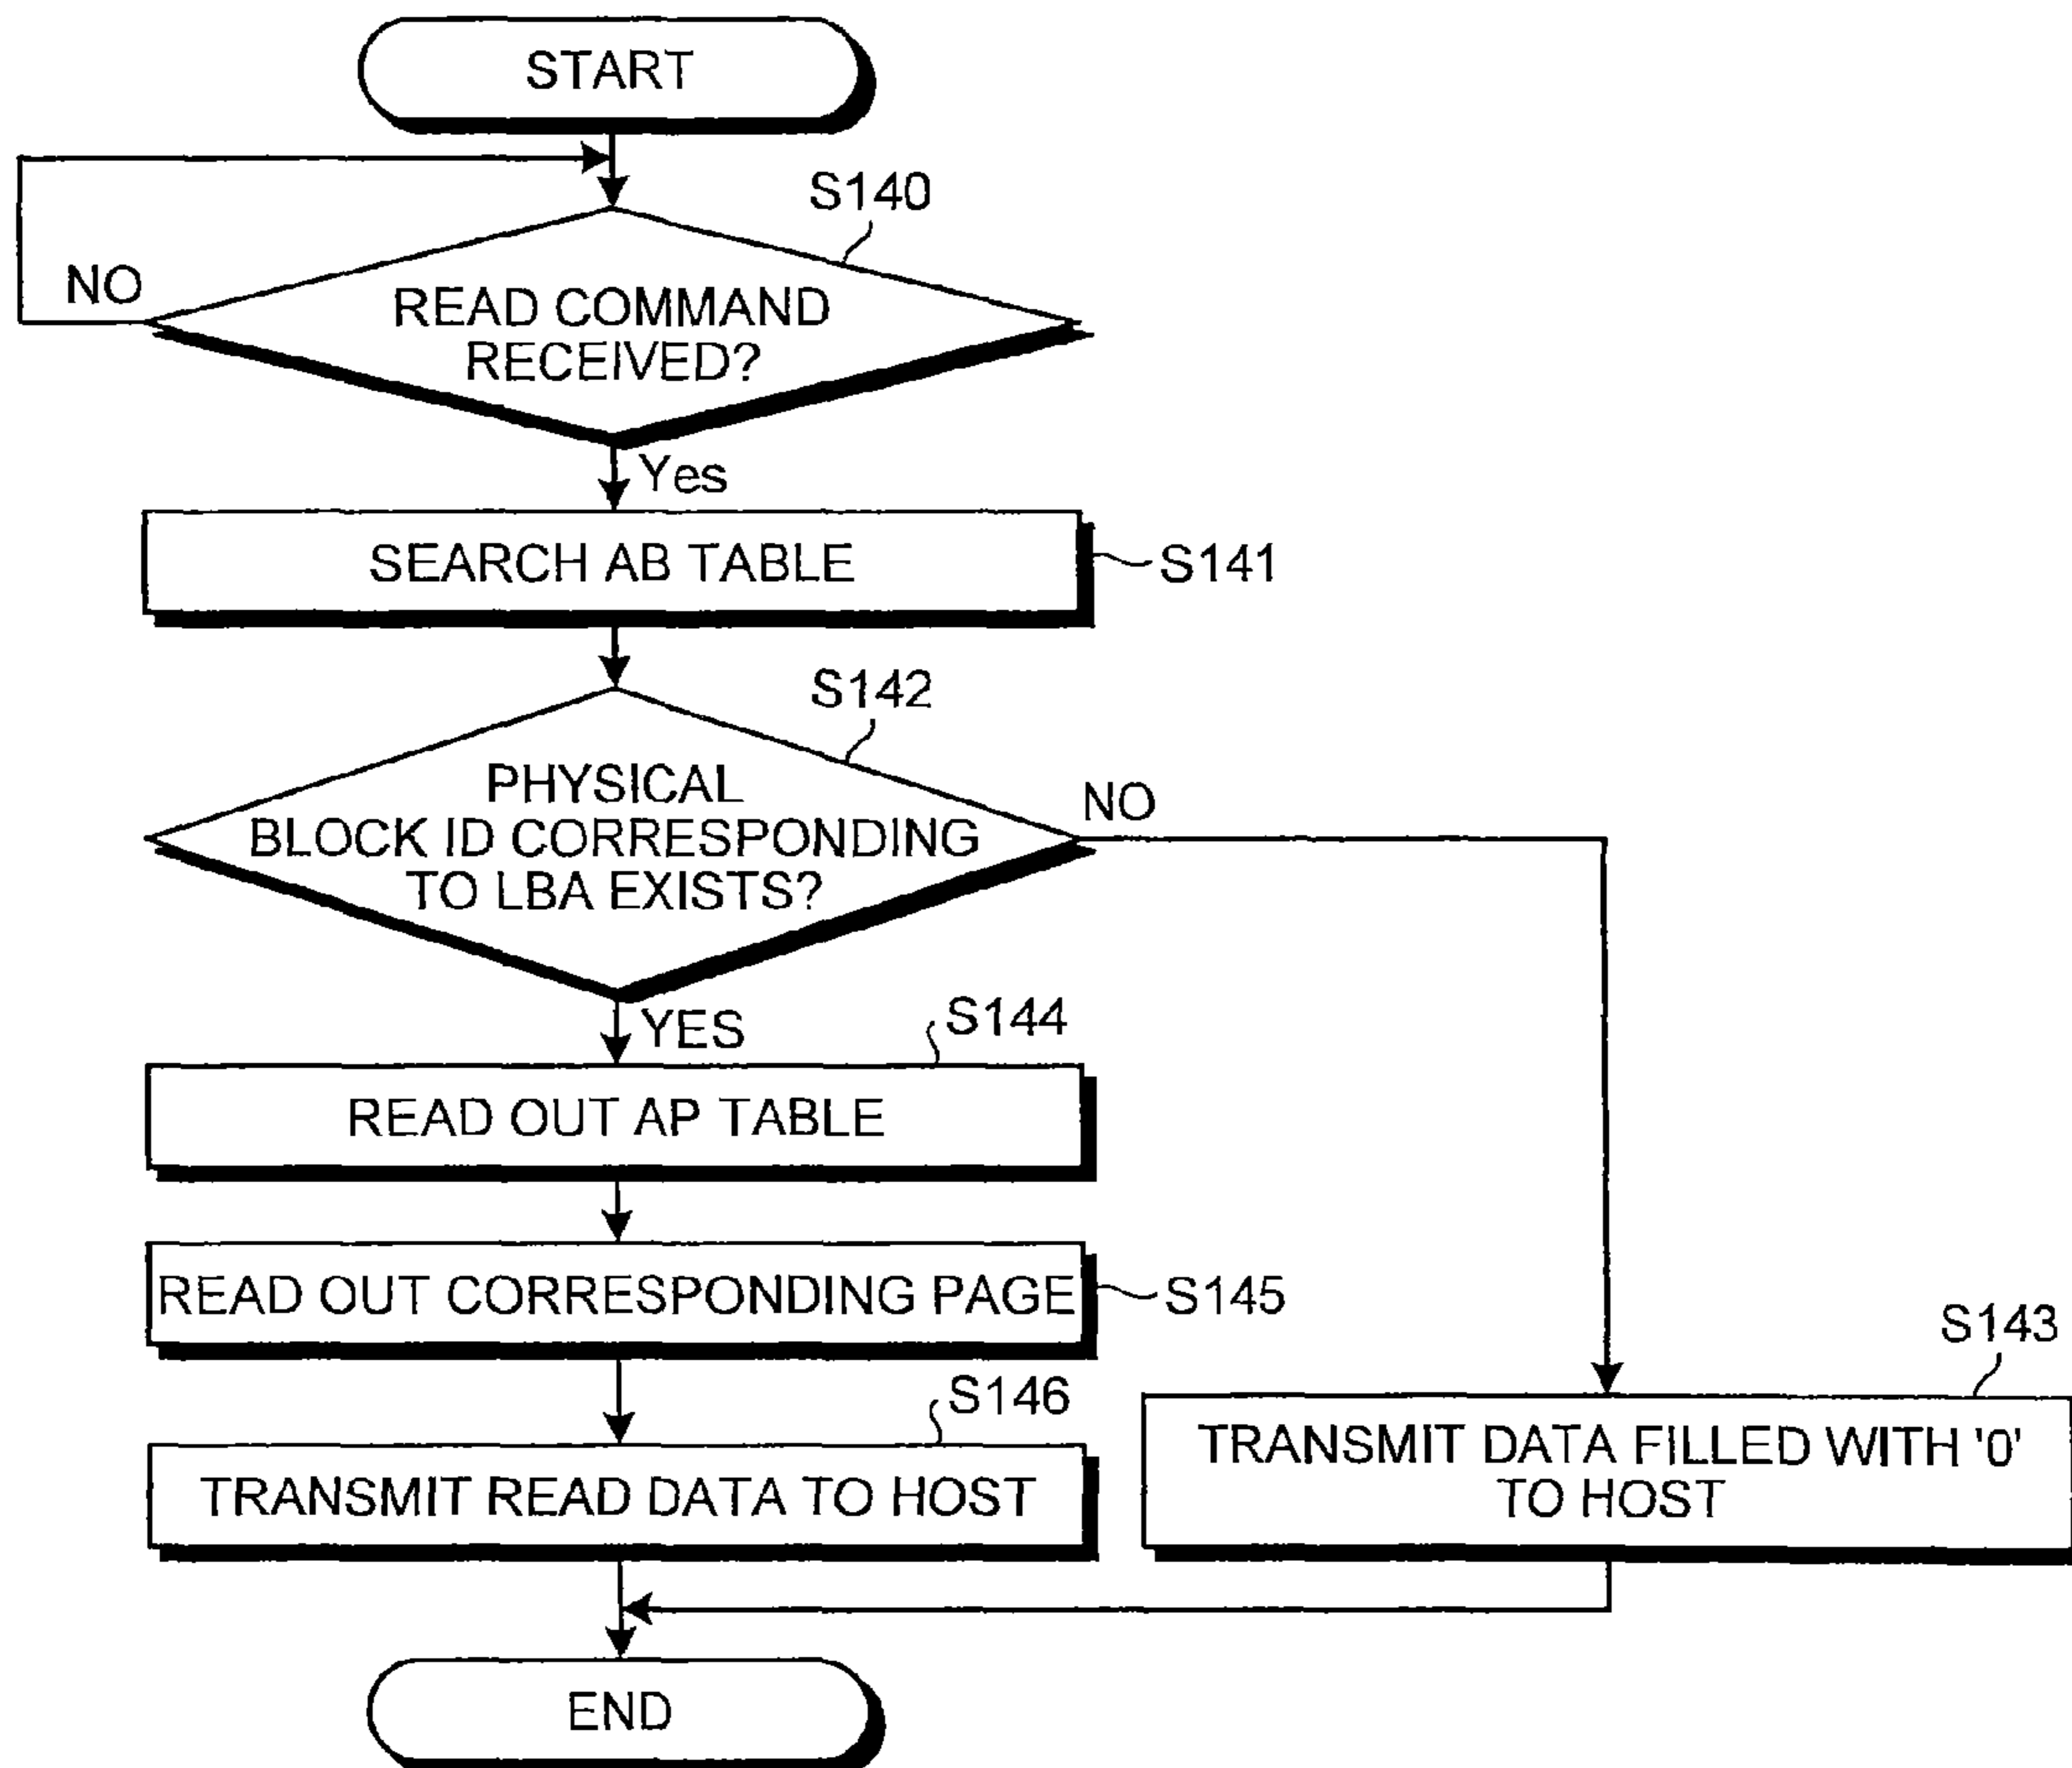 START
S140
NO
READ COMMAND
RECEIVED?
Yes
SEARCH AB TABLE
S141
S142
PHYSICAL
BLOCK ID CORRESPONDING
TO LBA EXISTS?
NO
YES
S144
READ OUT AP TABLE
READ OUT CORRESPONDING PAGE
S145
S143
TRANSMIT DATA FILLED WITH '0'
TO HOST
S146
TRANSMIT READ DATA TO HOST
END